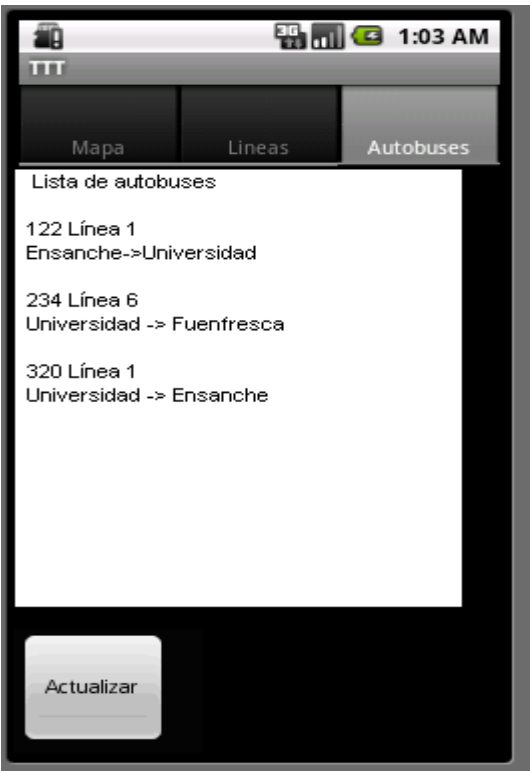 3G
1:03 AM
TTT
Mapa
Lineas
Autobuses
Lista de autobuses
122 Línea 1
Ensanche->Universidad
234 Línea 6
Universidad -> Fuenfresca
320 Línea 1
Universidad -> Ensanche
Actualizar